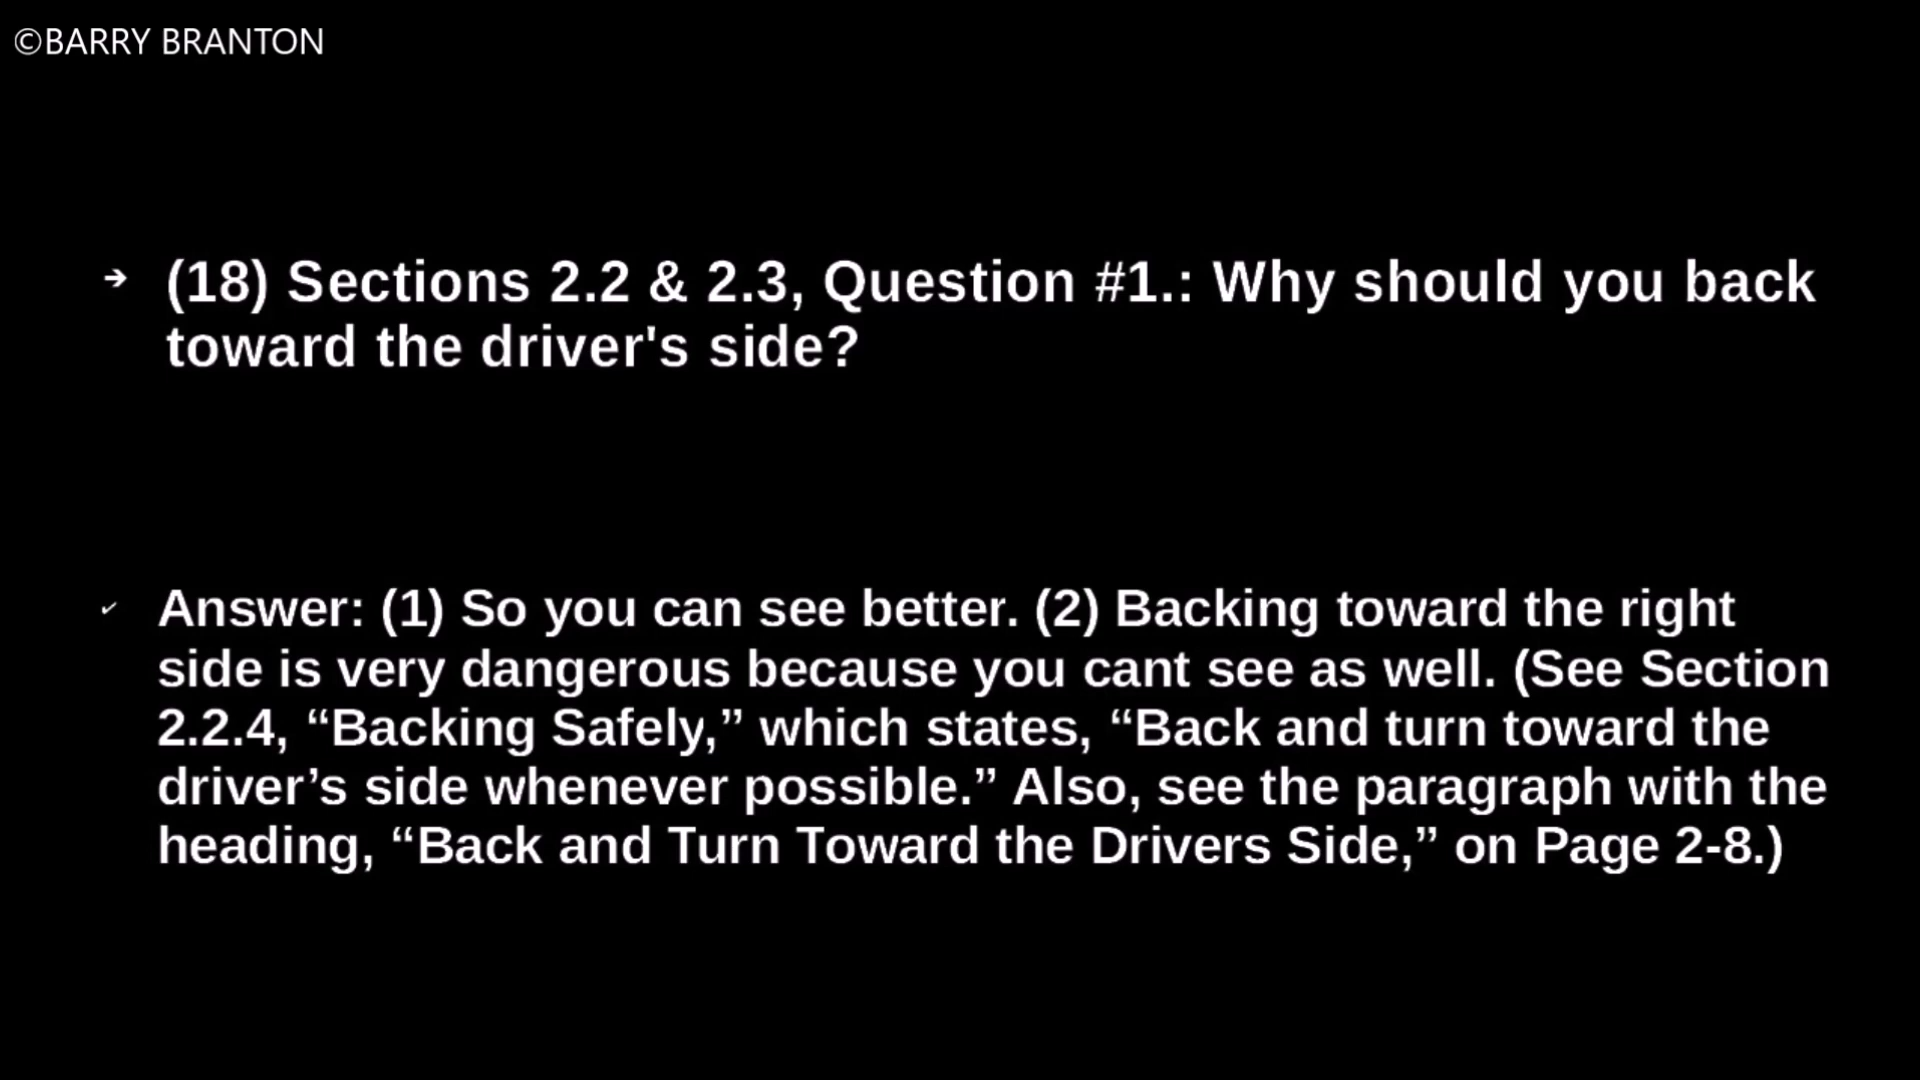 ©BARRY BRANTON
➔ (18) Sections 2.2 & 2.3, Question #1.: Why should you back
toward the driver's side?
✓ Answer: (1) So you can see better. (2) Backing toward the right
side is very dangerous because you cant see as well. (See Section
2.2.4, “Backing Safely,” which states, “Back and turn toward the
driver’s side whenever possible.” Also, see the paragraph with the
heading, “Back and Turn Toward the Drivers Side,” on Page 2-8.)